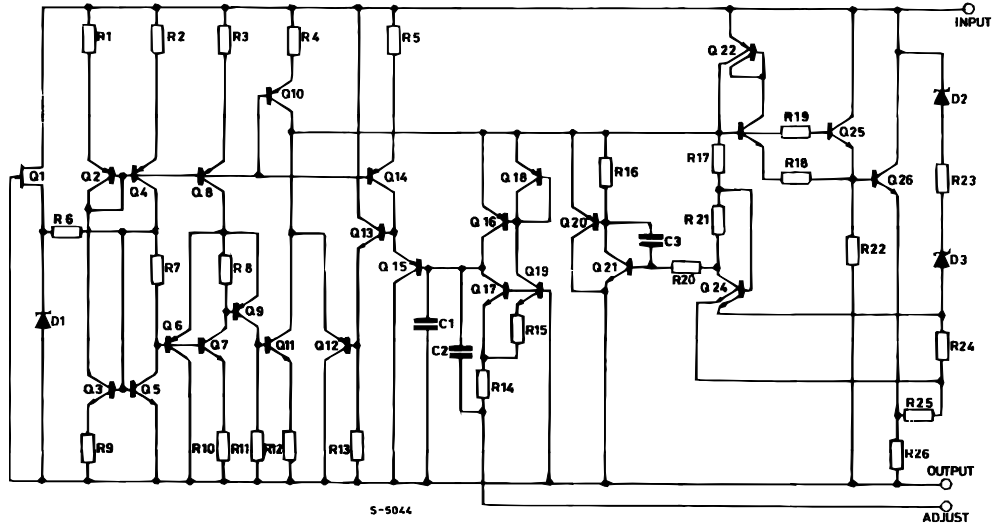 INPUT
R1 R2 R3 R4 R5
Q22 D2
Q10
R19
Q25
R17 R18
Q1 Q2 Q4 Q8 Q14 Q18 R16 Q26 R23
R6 Q13 Q16 Q20 R21
C3
R7 R8 Q15 Q21 R20 R22 D3
Q19 Q24
Q17
Q9
D1 Q6 Q7 Q11 Q12 C1 R15
C2 R24
Q3 Q5 R14
R25
R9 R10 R11 R12 R13 R26
OUTPUT
S-5044
ADJUST